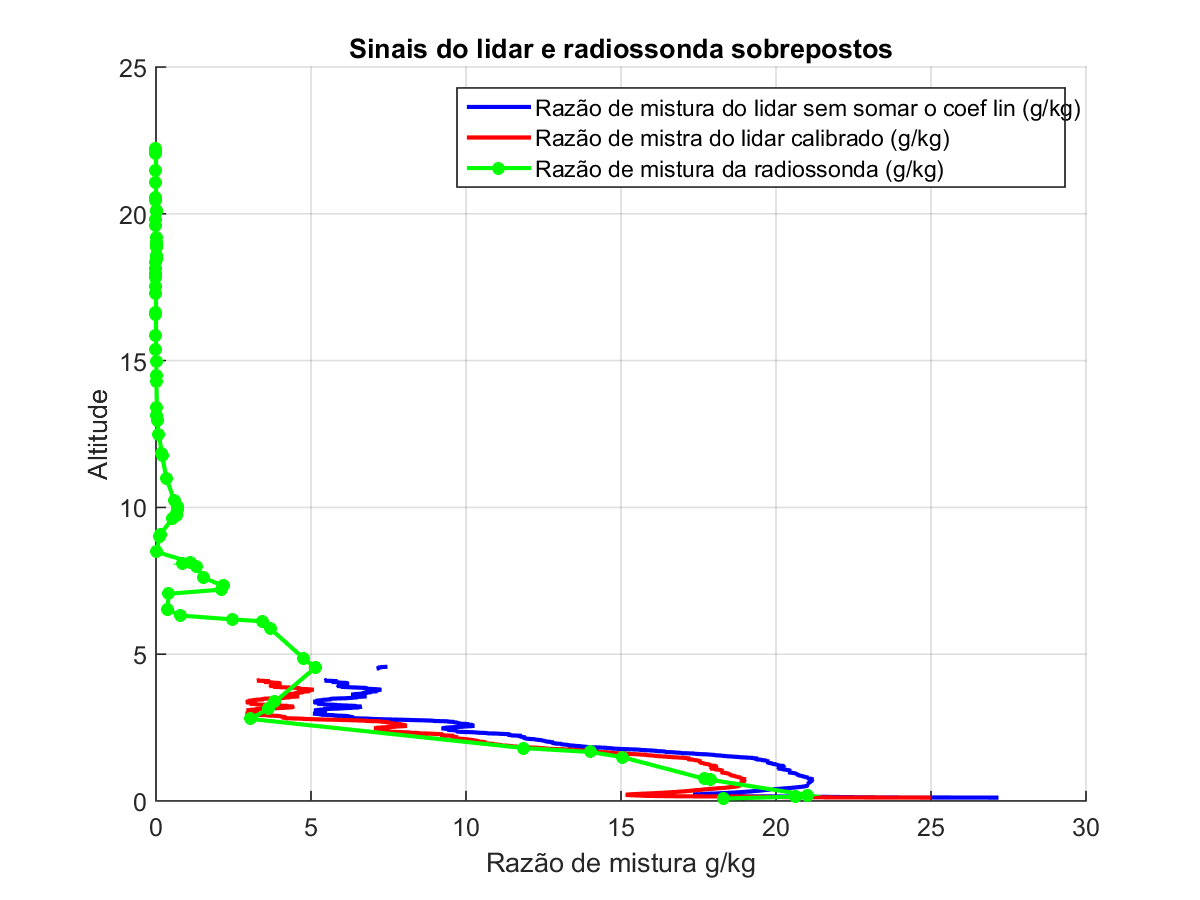 Sinais do lidar e radiossonda sobrepostos
Razão de mistura do lidar sem somar o coef lin (g/kg)
Razão de mistra do lidar calibrado (g/kg)
Razão de mistura da radiossonda (g/kg)
25
20
15
10
5
0
Altitude
0 5 10 15 20 25 30
Razão de mistura g/kg